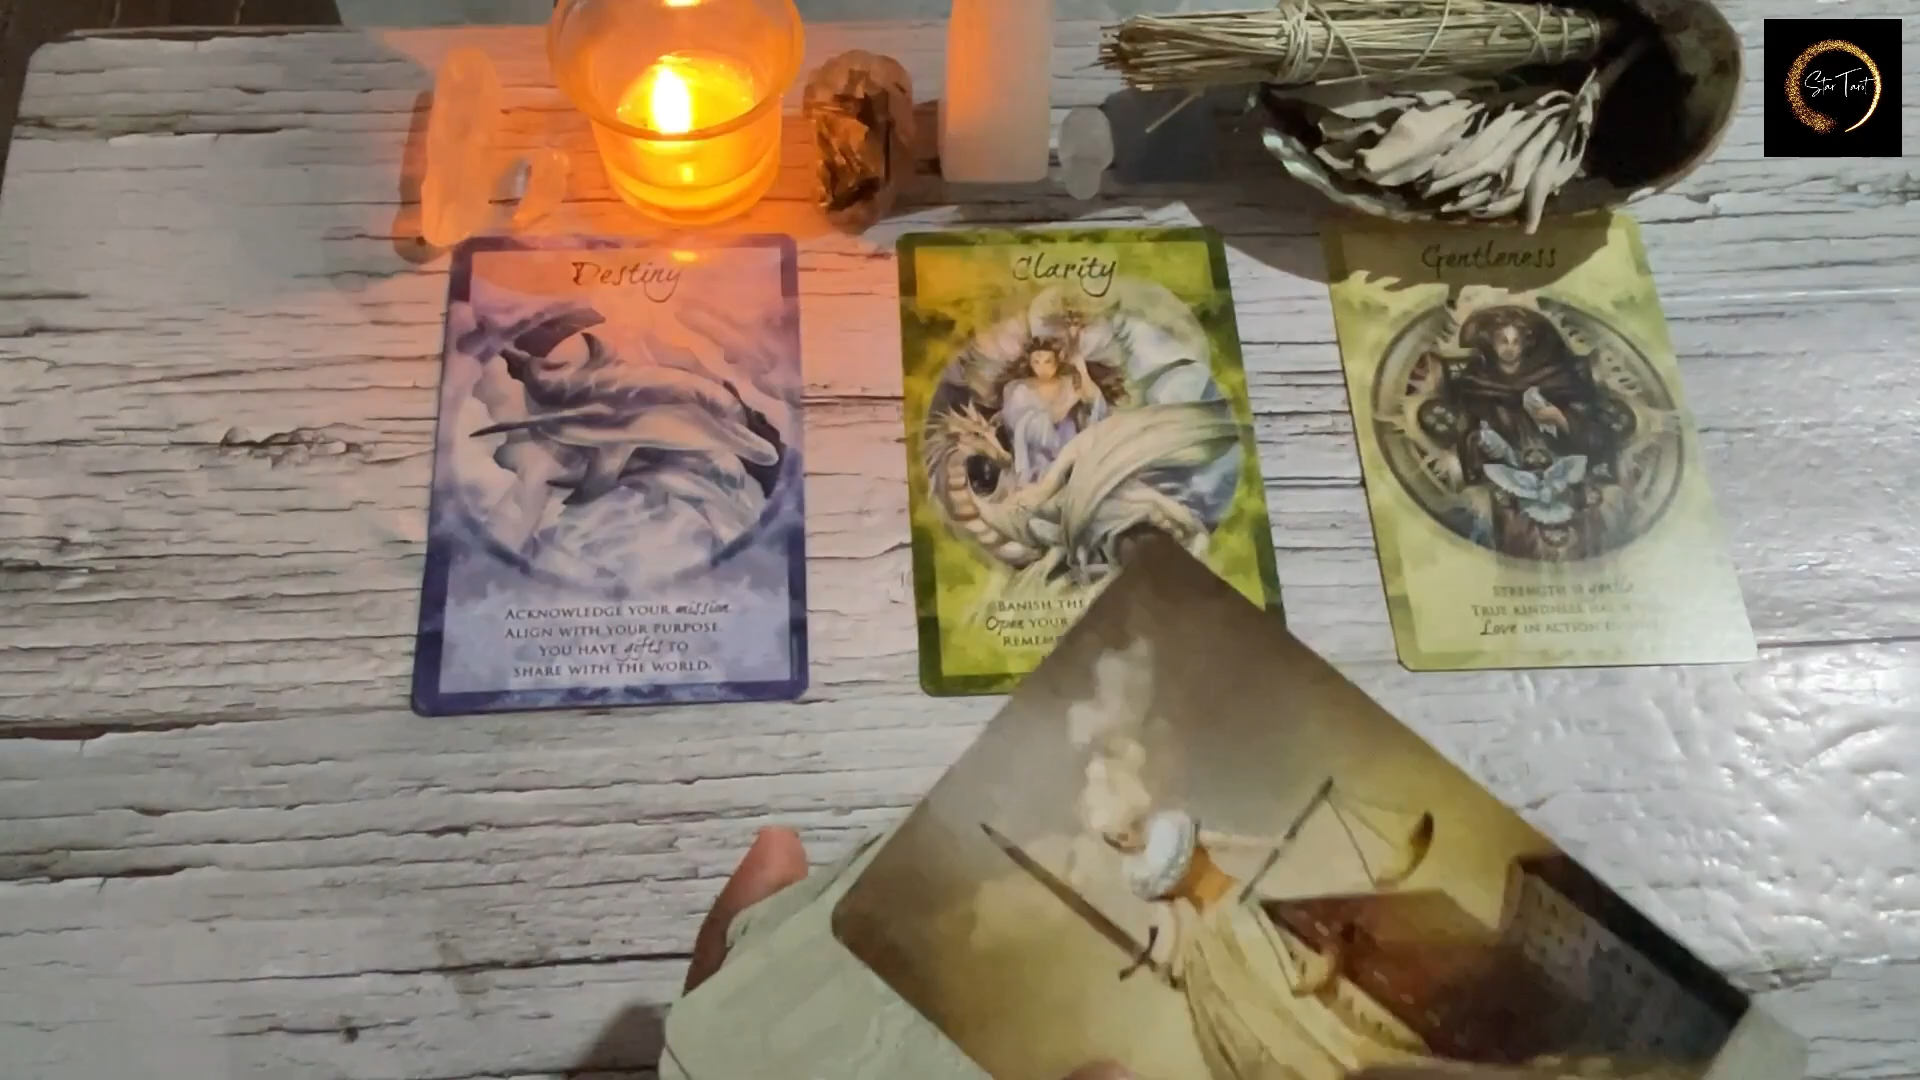 Star Tarot
Destiny
Clarity
Gentleness
ACKNOWLEDGE YOUR mission
ALIGN WITH YOUR PURPOSE.
YOU HAVE gifts TO
SHARE WITH THE WORLD.
BANISH THE
Open YOUR
STRENGTH IS gentle
TRUE KINDNESS HAS
Love IN ACTION